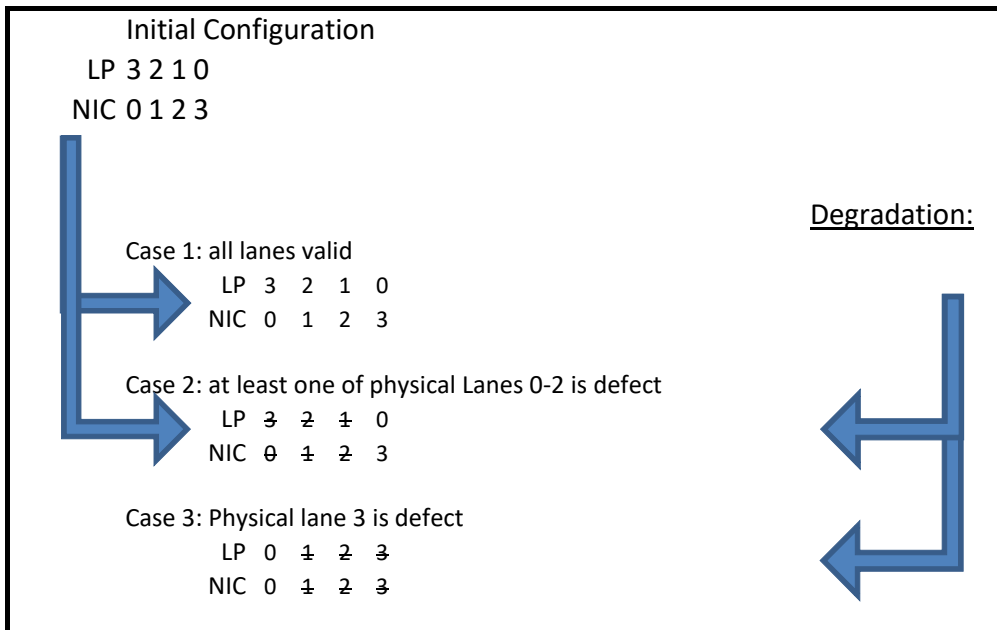 Initial Configuration
LP 3 2 1 0
NIC 0 1 2 3
Degradation:
Case 1: all lanes valid
LP 3 2 1 0
NIC 0 1 2 3
Case 2: at least one of physical Lanes 0-2 is defect
LP 3 2 1 0
NIC 0 1 2 3
Case 3: Physical lane 3 is defect
LP 0 1 2 3
NIC 0 1 2 3